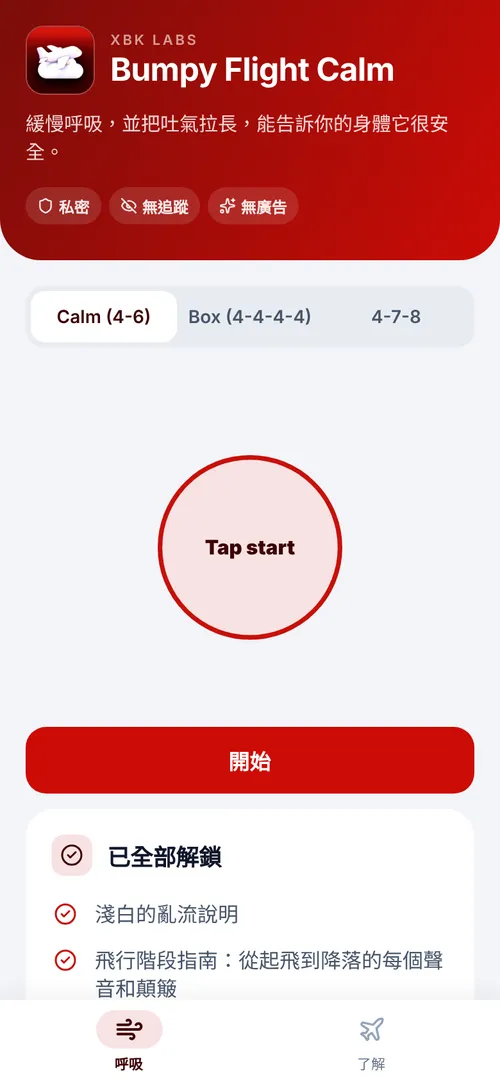 XBK LABS
Bumpy Flight Calm
緩慢呼吸，並把吐氣拉長，能告訴你的身體它很安
全。
私密
無追蹤
無廣告
Calm (4-6)
Box (4-4-4-4)
4-7-8
Tap start
開始
已全部解鎖
淺白的亂流說明
飛行階段指南：從起飛到降落的每個聲
音和顛簸
呼吸
了解